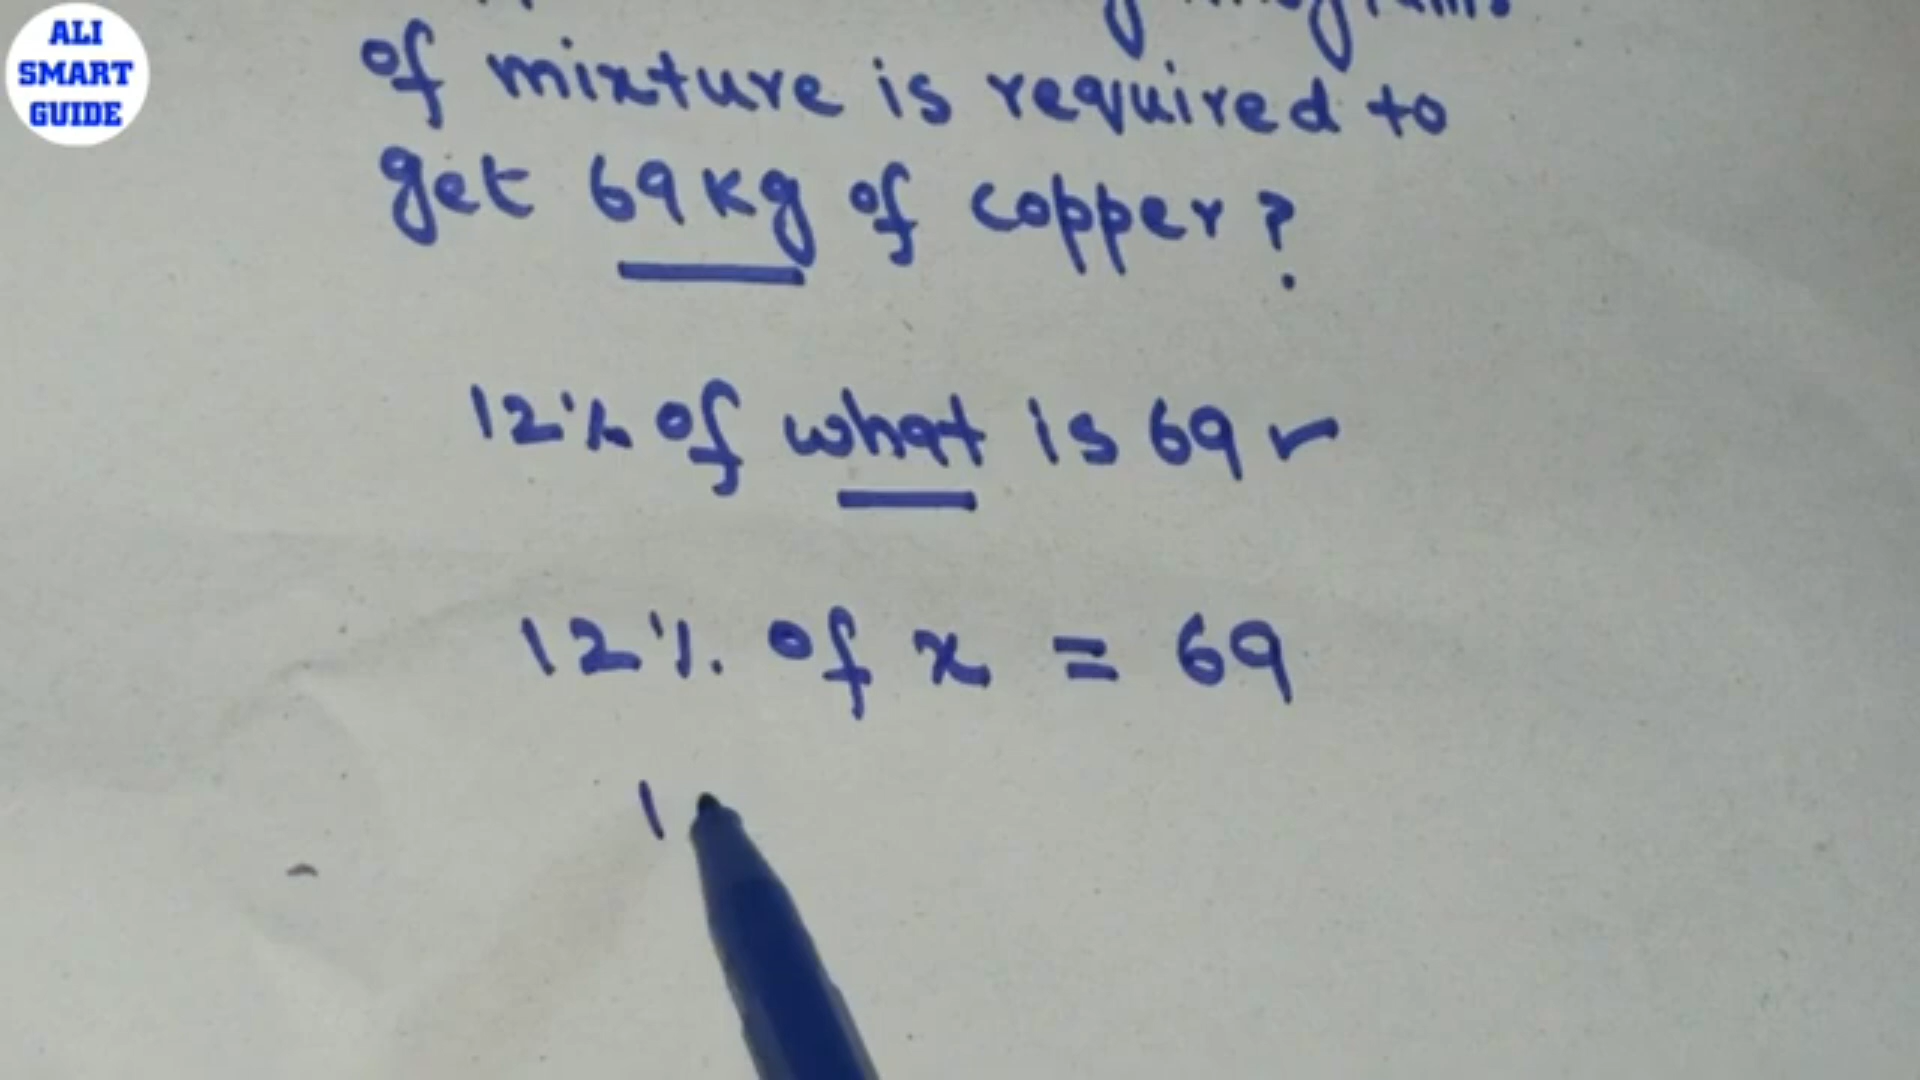 ALI
SMART
GUIDE
of mixture is required to
get 69 kg of copper?
12% of what is 69
12% of x = 69
1